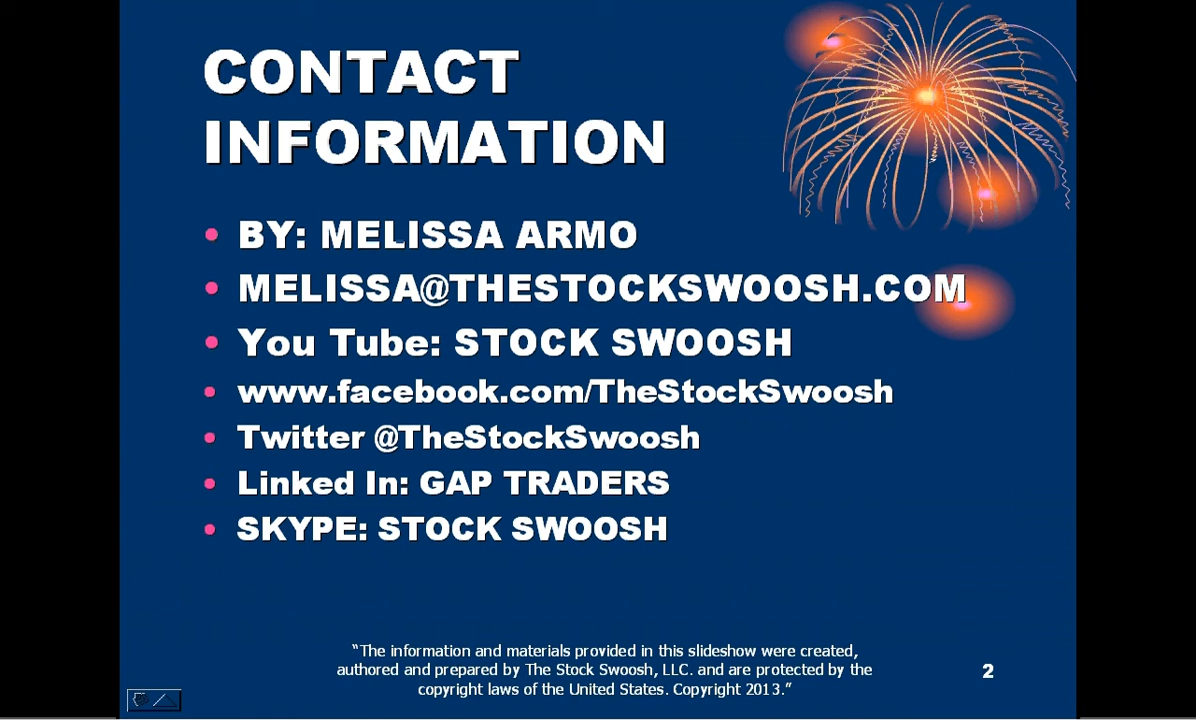 CONTACT
INFORMATION
• BY: MELISSA ARMO
• MELISSA@THESTOCKSWOOSH.COM
• You Tube: STOCK SWOOSH
• www.facebook.com/TheStockSwoosh
• Twitter @TheStockSwoosh
• Linked In: GAP TRADERS
• SKYPE: STOCK SWOOSH
“The information and materials provided in this slideshow were created,
authored and prepared by The Stock Swoosh, LLC. and are protected by the
copyright laws of the United States. Copyright 2013.”
2